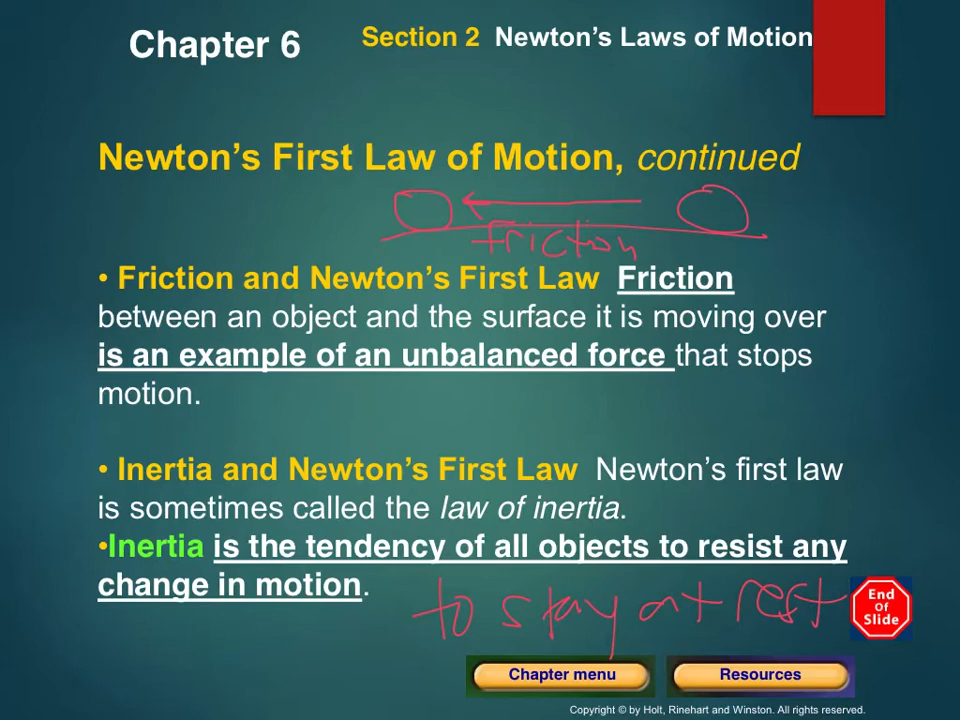 Chapter 6
Section 2 Newton's Laws of Motion
Newton's First Law of Motion, continued
friction
• Friction and Newton's First Law Friction
between an object and the surface it is moving over
is an example of an unbalanced force that stops
motion.
• Inertia and Newton's First Law Newton's first law
is sometimes called the law of inertia.
•Inertia is the tendency of all objects to resist any
change in motion.
to stay at rest
End
Of
Slide
Chapter menu
Resources
Copyright © by Holt, Rinehart and Winston. All rights reserved.